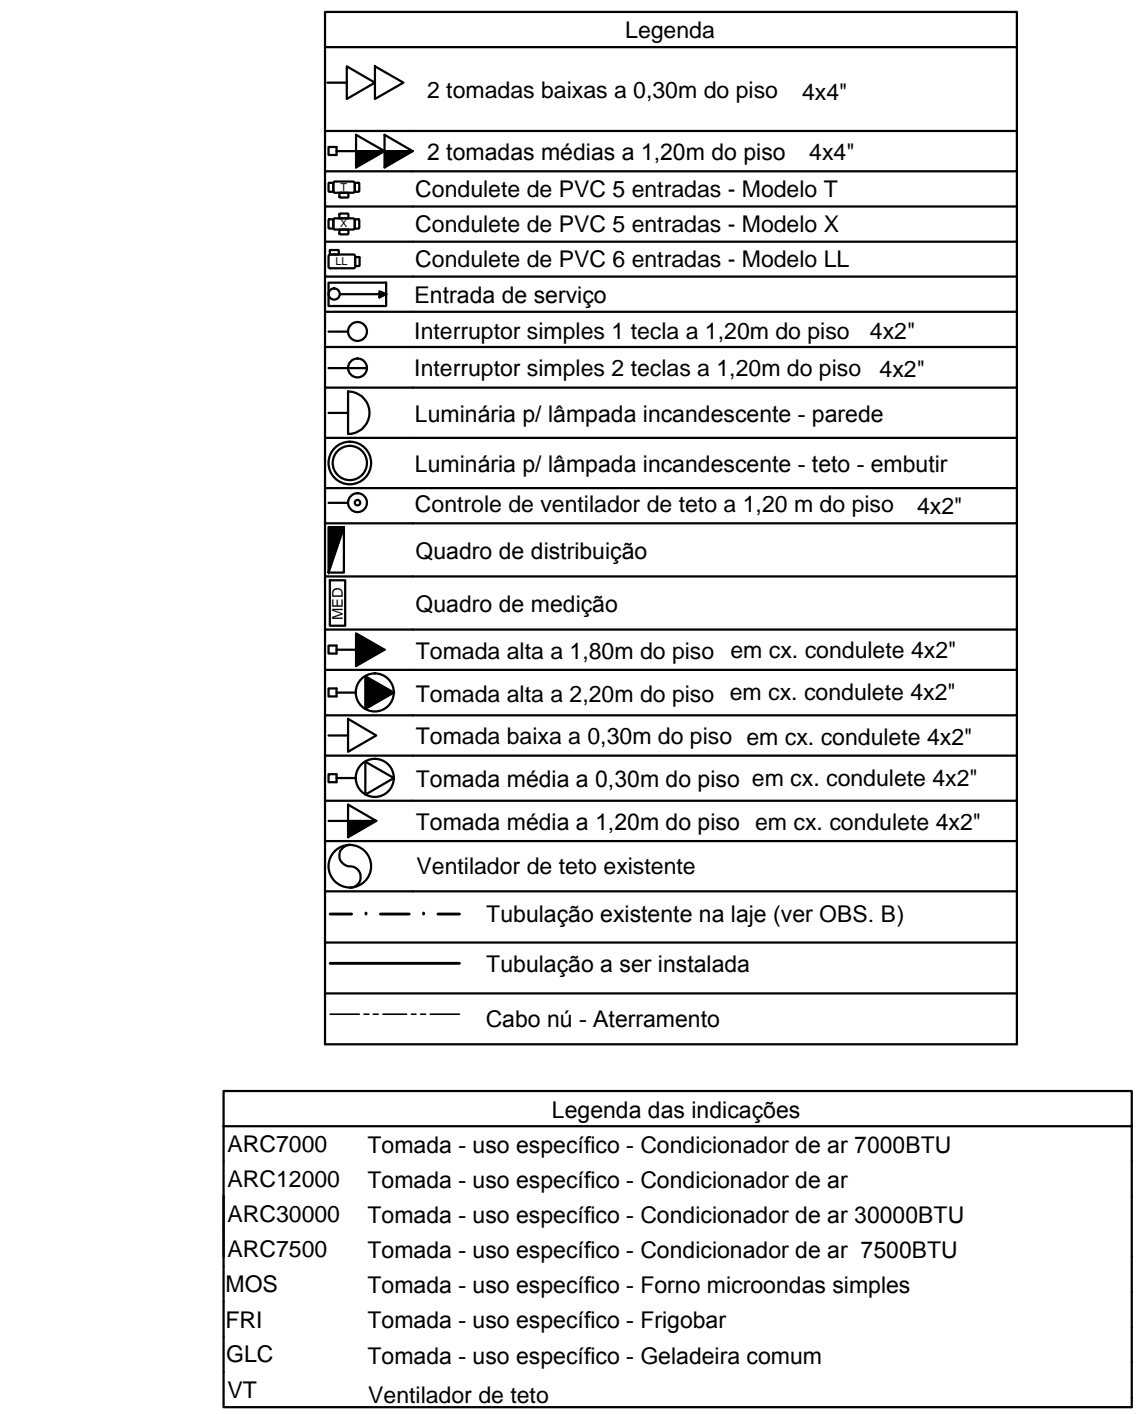 Legenda
2 tomadas baixas a 0,30m do piso 4x4"
2 tomadas médias a 1,20m do piso 4x4"
T Condulete de PVC 5 entradas - Modelo T
X Condulete de PVC 5 entradas - Modelo X
LL Condulete de PVC 6 entradas - Modelo LL
Entrada de serviço
Interruptor simples 1 tecla a 1,20m do piso 4x2"
Interruptor simples 2 teclas a 1,20m do piso 4x2"
Luminária p/ lâmpada incandescente - parede
Luminária p/ lâmpada incandescente - teto - embutir
Controle de ventilador de teto a 1,20 m do piso 4x2"
Quadro de distribuição
MED Quadro de medição
Tomada alta a 1,80m do piso em cx. condulete 4x2"
Tomada alta a 2,20m do piso em cx. condulete 4x2"
Tomada baixa a 0,30m do piso em cx. condulete 4x2"
Tomada média a 0,30m do piso em cx. condulete 4x2"
Tomada média a 1,20m do piso em cx. condulete 4x2"
Ventilador de teto existente
Tubulação existente na laje (ver OBS. B)
Tubulação a ser instalada
Cabo nú - Aterramento
Legenda das indicações
ARC7000 Tomada - uso específico - Condicionador de ar 7000BTU
ARC12000 Tomada - uso específico - Condicionador de ar
ARC30000 Tomada - uso específico - Condicionador de ar 30000BTU
ARC7500 Tomada - uso específico - Condicionador de ar 7500BTU
MOS Tomada - uso específico - Forno microondas simples
FRI Tomada - uso específico - Frigobar
GLC Tomada - uso específico - Geladeira comum
VT Ventilador de teto